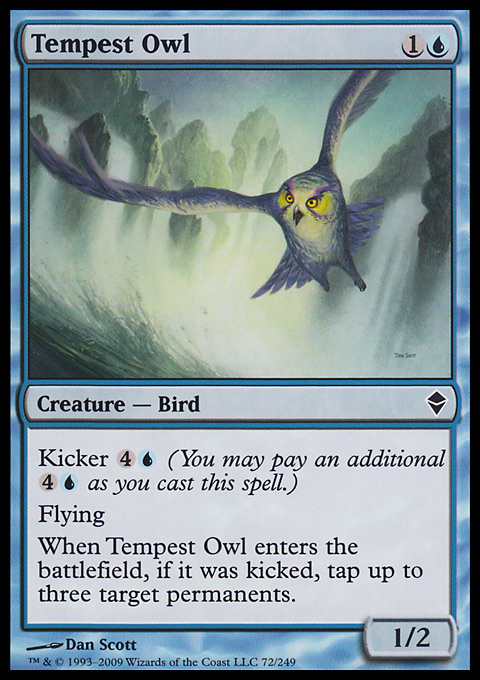 Tempest Owl 1
Dan Scott
Creature — Bird
Kicker 4 (You may pay an additional
4 as you cast this spell.)
Flying
When Tempest Owl enters the
battlefield, if it was kicked, tap up to
three target permanents.
Dan Scott
1/2
™ & © 1993–2009 Wizards of the Coast LLC 72/249